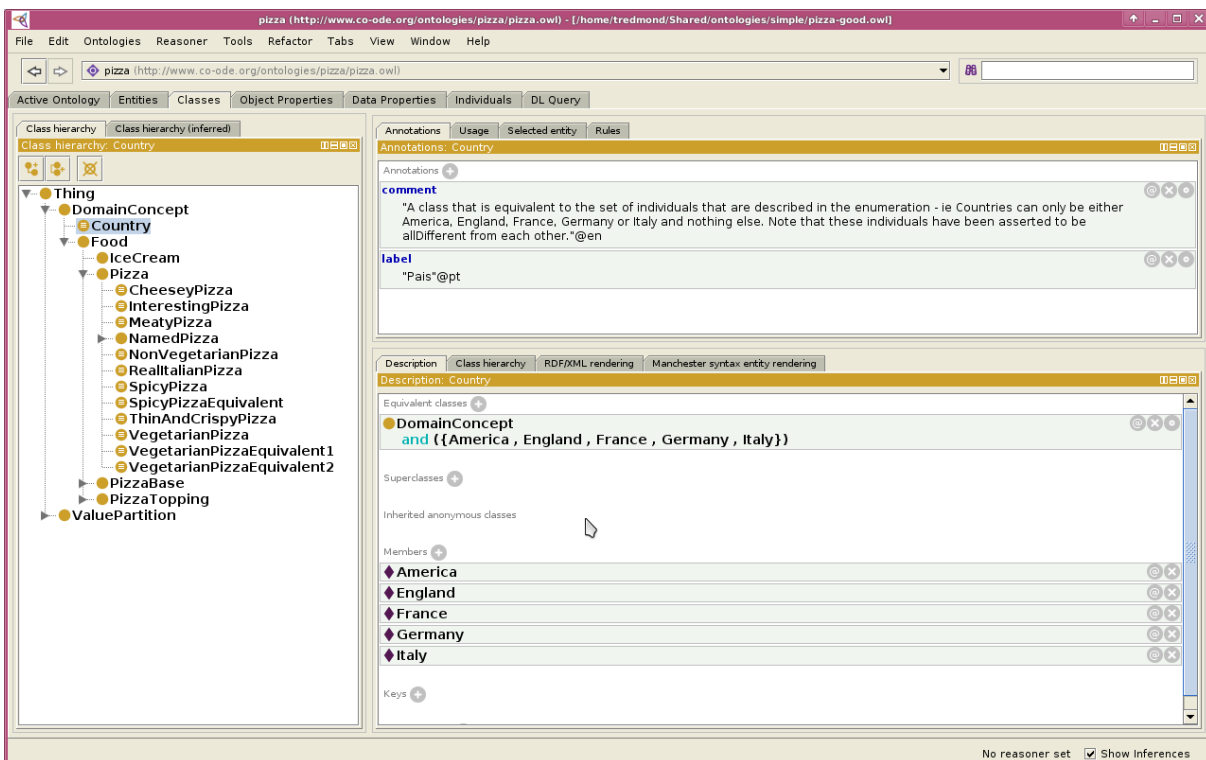 pizza (http://www.co-ode.org/ontologies/pizza/pizza.owl) - [/home/tredmond/Shared/ontologies/simple/pizza-good.owl]
File Edit Ontologies Reasoner Tools Refactor Tabs View Window Help
pizza (http://www.co-ode.org/ontologies/pizza/pizza.owl)
Active Ontology Entities Classes Object Properties Data Properties Individuals DL Query
Class hierarchy Class hierarchy (inferred)
Class hierarchy: Country
Thing
DomainConcept
Country
Food
IceCream
Pizza
CheeseyPizza
InterestingPizza
MeatyPizza
NamedPizza
NonVegetarianPizza
RealItalianPizza
SpicyPizza
SpicyPizzaEquivalent
ThinAndCrispyPizza
VegetarianPizza
VegetarianPizzaEquivalent1
VegetarianPizzaEquivalent2
PizzaBase
PizzaTopping
ValuePartition
Annotations Usage Selected entity Rules
Annotations: Country
Annotations
comment
"A class that is equivalent to the set of individuals that are described in the enumeration - ie Countries can only be either
America, England, France, Germany or Italy and nothing else. Note that these individuals have been asserted to be
allDifferent from each other."@en
label
"Pais"@pt
Description Class hierarchy RDF/XML rendering Manchester syntax entity rendering
Description: Country
Equivalent classes
DomainConcept
and ({America , England , France , Germany , Italy})
Superclasses
Inherited anonymous classes
Members
America
England
France
Germany
Italy
Keys
No reasoner set Show Inferences